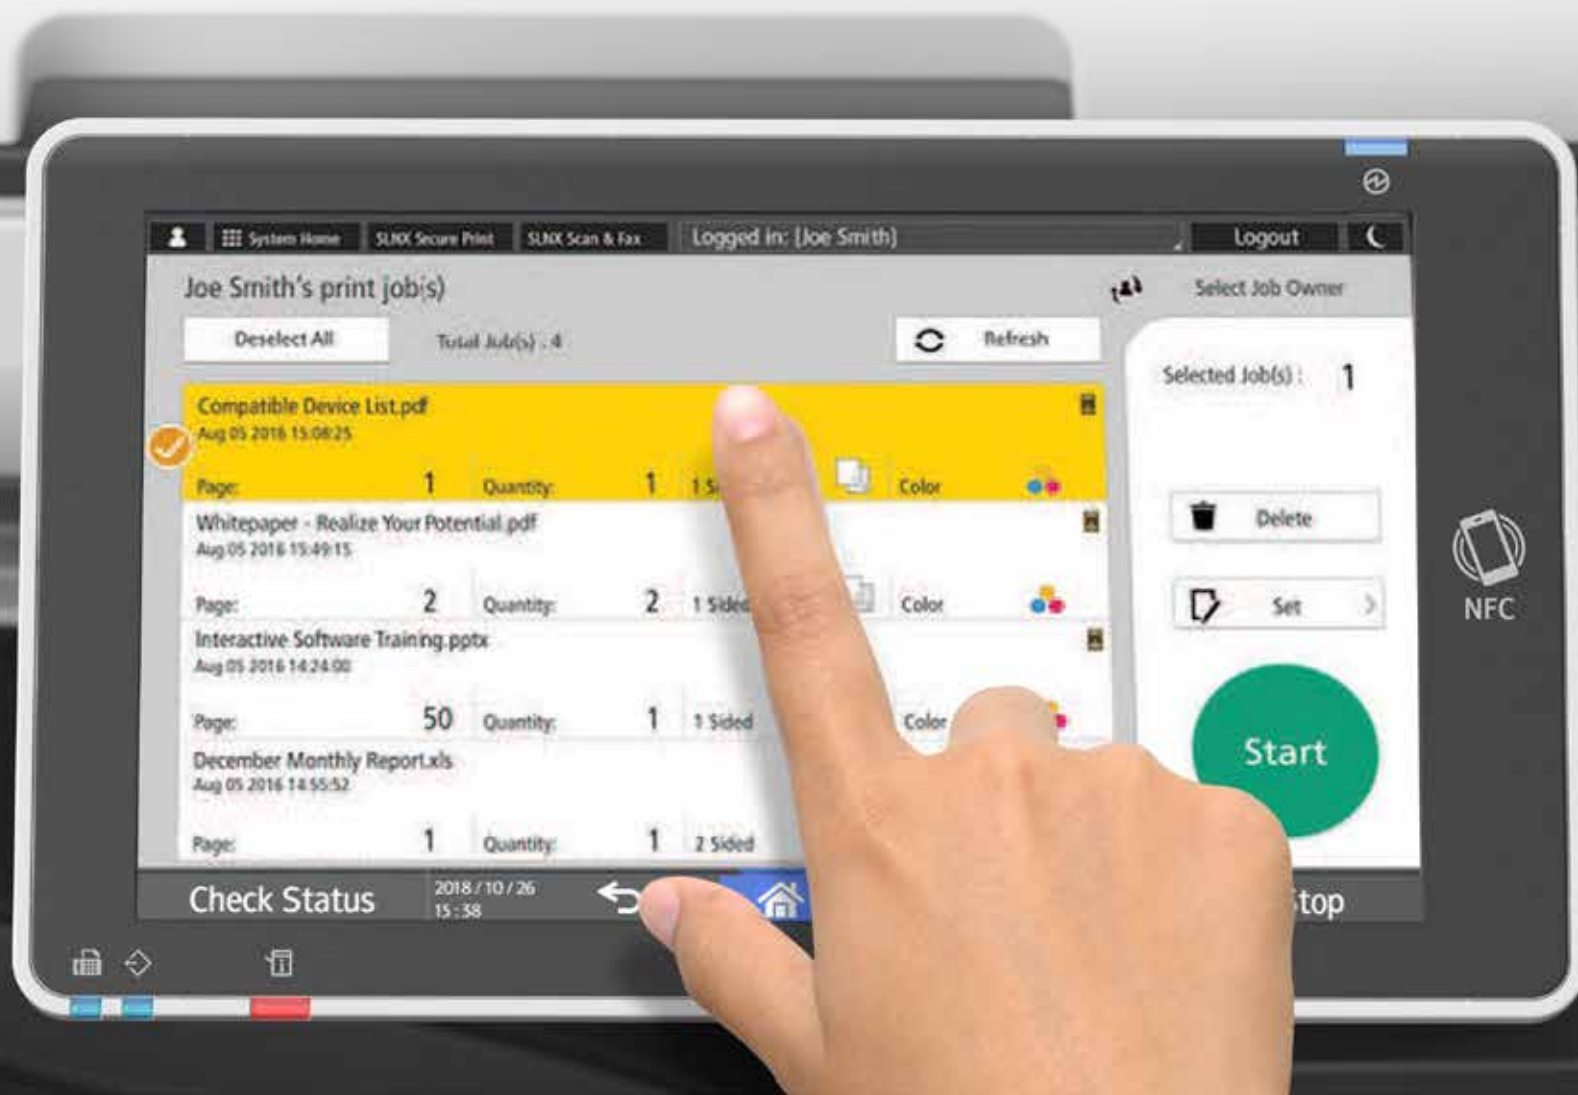 System Home SLNX Secure Print SLNX Scan & Fax Logged in: [Joe Smith] Logout
Joe Smith's print job(s)
Select Job Owner
Deselect All
Total Job(s) : 4
Refresh
Selected Job(s) : 1
Compatible Device List.pdf
Aug 05 2016 15:08:25
Page: 1 Quantity: 1 1 Color
Whitepaper - Realize Your Potential.pdf
Aug 05 2016 15:49:15
Page: 2 Quantity: 2 1 Sided Color
Interactive Software Training.pptx
Aug 05 2016 14:24:00
Page: 50 Quantity: 1 1 Sided Color
December Monthly Report.xls
Aug 05 2016 14:55:52
Page: 1 Quantity: 1 2 Sided
Delete
Set
Start
NFC
Check Status
2018 / 10 / 26
15 : 38
Stop